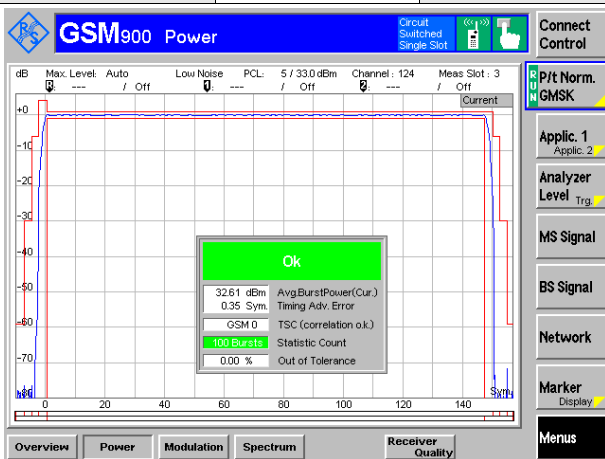 GSM900 Power
Circuit
Switched
Single Slot
Connect
Control
dB Max. Level: Auto Low Noise PCL: 5 / 33.0 dBm Channel : 124 Meas Slot : 3
1: --- / Off 1: --- / Off 2: --- / Off
Current
+0
-10
-20
-30
-40
-50
-60
-70
Sym.
0 20 40 60 80 100 120 140
Ok
32.61 dBm Avg.BurstPower(Cur.)
0.35 Sym. Timing Adv. Error
GSM 0 TSC (correlation o.k.)
100 Bursts Statistic Count
0.00 % Out of Tolerance
RUN
P/t Norm.
GMSK
Applic. 1
Applic. 2
Analyzer
Level Trg.
MS Signal
BS Signal
Network
Marker
Display
Menus
Overview Power Modulation Spectrum Receiver
Quality